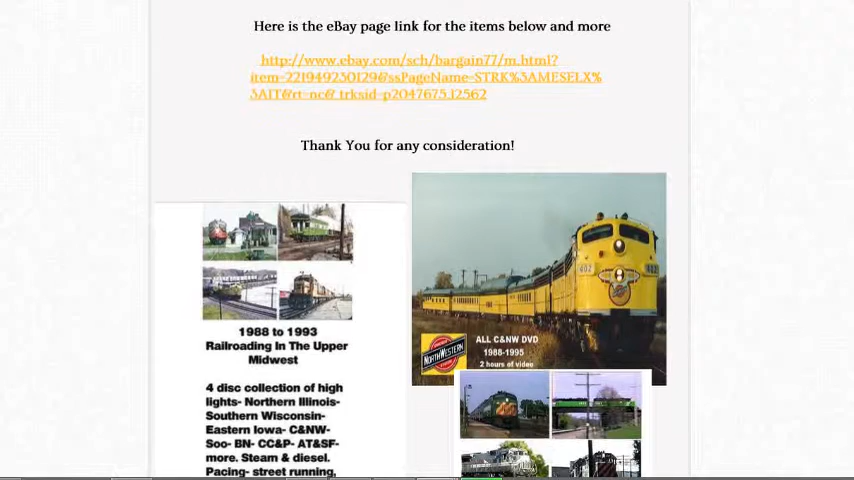 Here is the eBay page link for the items below and more
http://www.ebay.com/sch/bargain77/m.html?
item=221949230129&ssPageName=STRK%3AMESELX%
3AIT&rt=nc&_trksid=p2047675.l2562
Thank You for any consideration!
1988 to 1993
Railroading In The Upper
Midwest
4 disc collection of high
lights- Northern Illinois-
Southern Wisconsin-
Eastern Iowa- C&NW-
Soo- BN- CC&P- AT&SF-
more. Steam & diesel.
Pacing- street running,
402
402
NORTHWESTERN
ALL C&NW DVD
1988-1995
2 hours of video